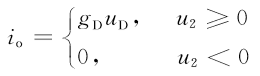 i_o = { g_D u_D, u_2 ⩾ 0
0, u_2 < 0